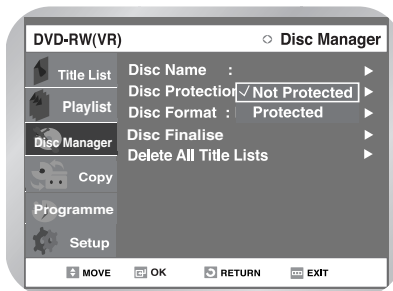 DVD-RW(VR) Disc Manager
Title List
Playlist
Disc Manager
Copy
Programme
Setup
Disc Name :
Disc Protection ✓ Not Protected
Disc Format : Protected
Disc Finalise
Delete All Title Lists
MOVE OK RETURN EXIT